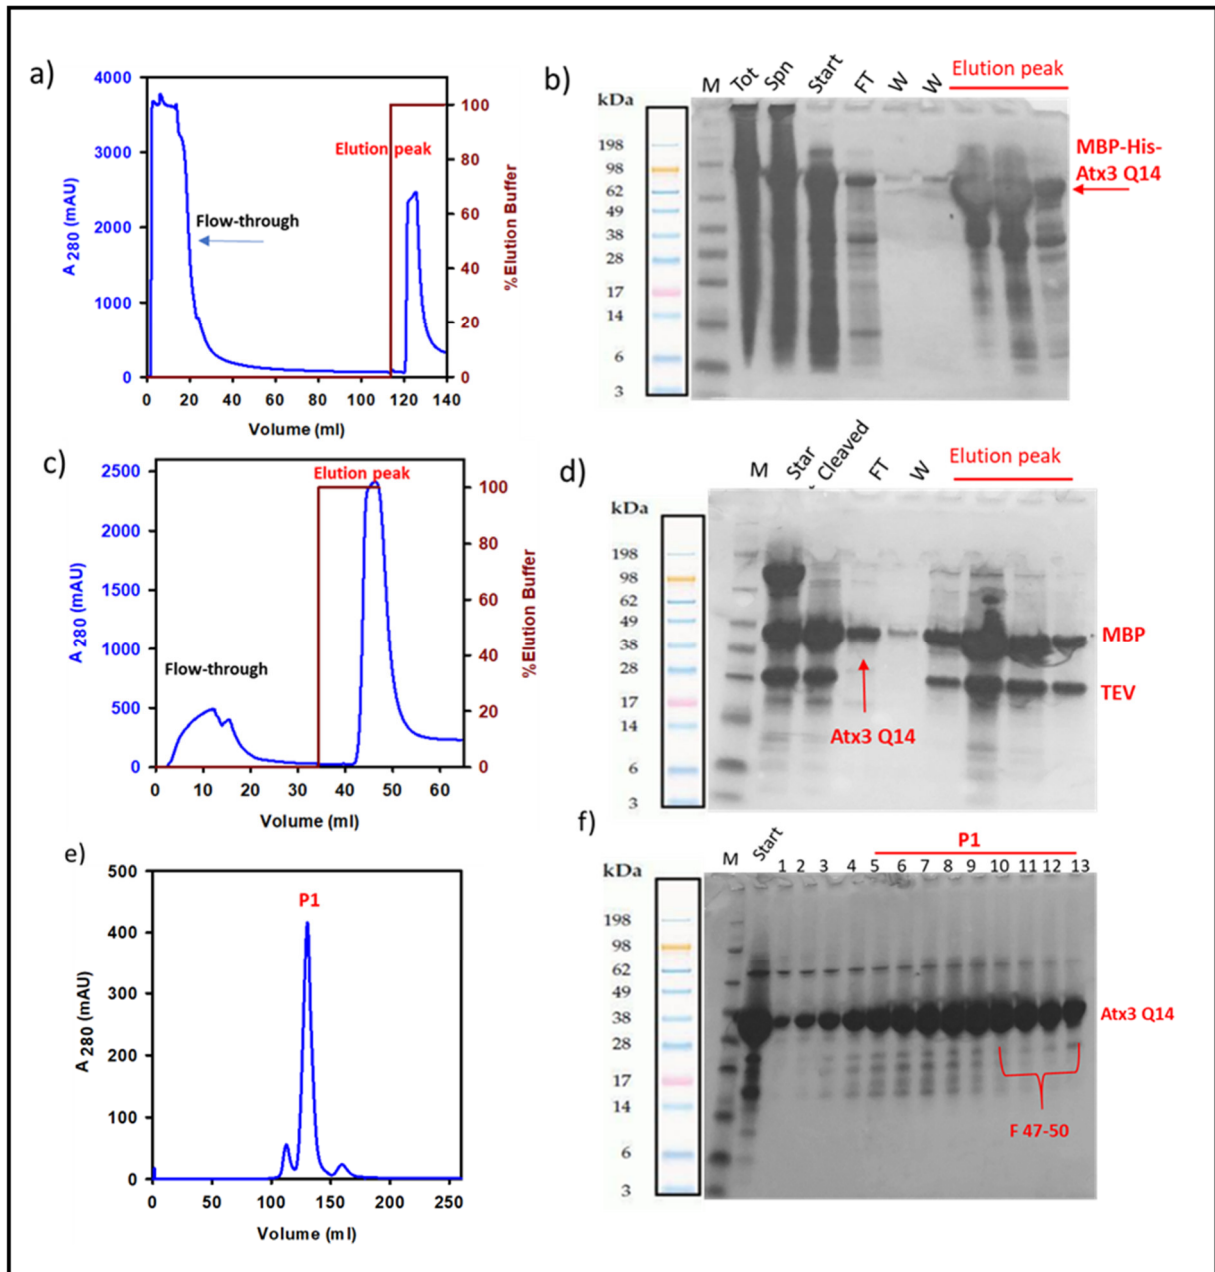 a)
4000
3000
2000
1000
0
A 280 (mAU)
0 20 40 60 80 100 120 140
Volume (ml)
100
80
60
40
20
0
%Elution Buffer
Elution peak
Flow-through
b)
kDa
M Tot Spn Start FT W W Elution peak
198
98
62
49
38
28
17
14
6
3
MBP-His-
Atx3 Q14
c)
2500
2000
1500
1000
500
0
A 280 (mAU)
0 10 20 30 40 50 60
Volume (ml)
100
80
60
40
20
0
%Elution Buffer
Elution peak
Flow-through
d)
kDa
M Star Cleaved FT W Elution peak
198
98
62
49
38
28
17
14
6
3
MBP
TEV
Atx3 Q14
e)
500
400
300
200
100
0
A 280 (mAU)
0 50 100 150 200 250
Volume (ml)
P1
f)
kDa
P1
M Start 1 2 3 4 5 6 7 8 9 10 11 12 13
198
98
62
49
38
28
17
14
6
3
Atx3 Q14
F 47-50